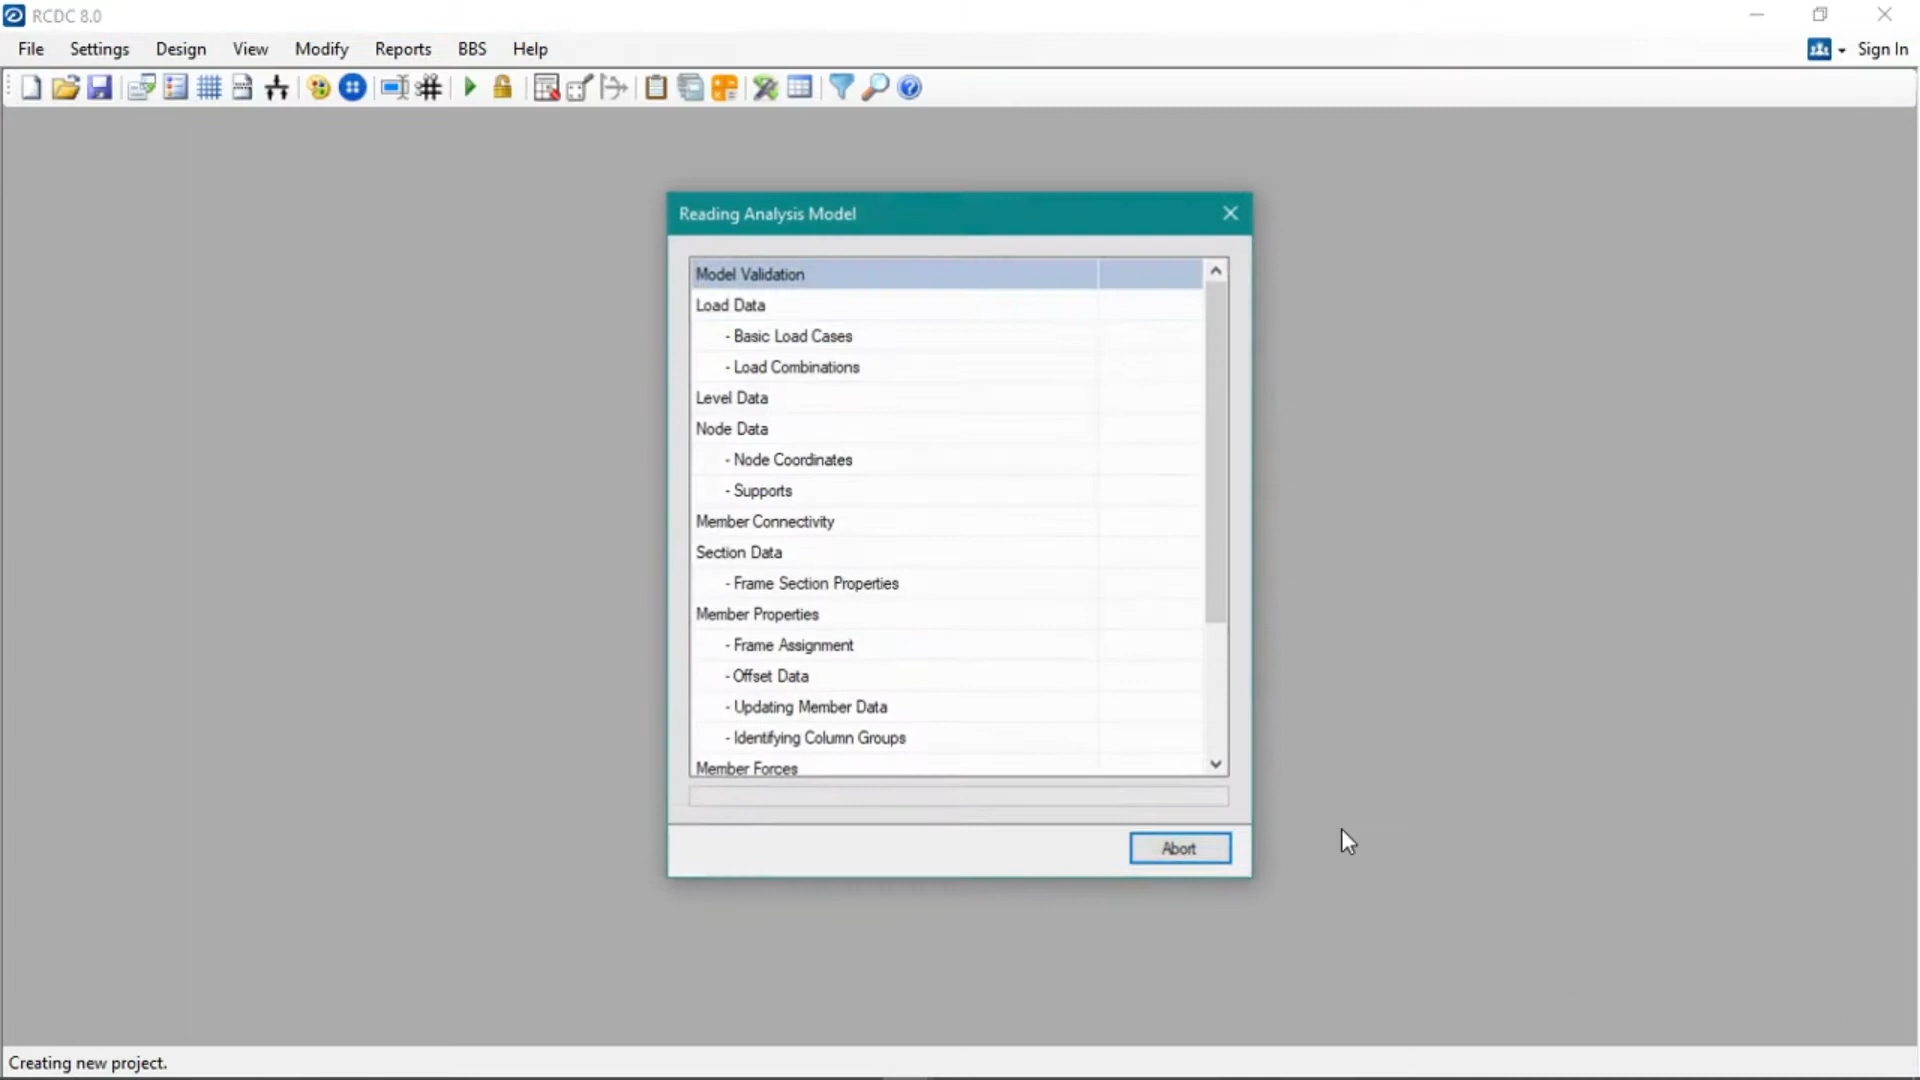 RCDC 8.0
File Settings Design View Modify Reports BBS Help Sign In
Reading Analysis Model
Model Validation
Load Data
- Basic Load Cases
- Load Combinations
Level Data
Node Data
- Node Coordinates
- Supports
Member Connectivity
Section Data
- Frame Section Properties
Member Properties
- Frame Assignment
- Offset Data
- Updating Member Data
- Identifying Column Groups
Member Forces
Abort
Creating new project.